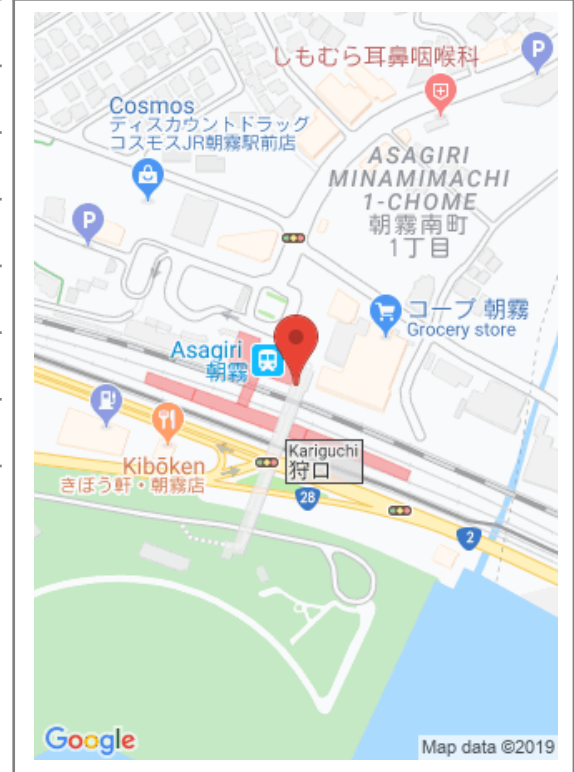 しもむら耳鼻咽喉科
P
Cosmos
ディスカウントドラッグ
コスモスJR朝霧駅前店
ASAGIRI
MINAMIMACHI
1-CHOME
朝霧南町
1丁目
P
コープ 朝霧
Grocery store
Asagiri
朝霧
Kibōken
きぼう軒・朝霧店
Kariguchi
狩口
28
2
Google
Map data ©2019